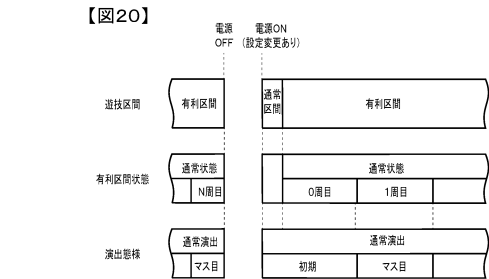 【図20】
電源 電源ON
OFF (設定変更あり)
遊技区間 有利区間 通常区間 有利区間
有利区間状態 通常状態 通常状態
N周目 0周目 1周目
演出態様 通常演出 通常演出
マス目 初期 マス目